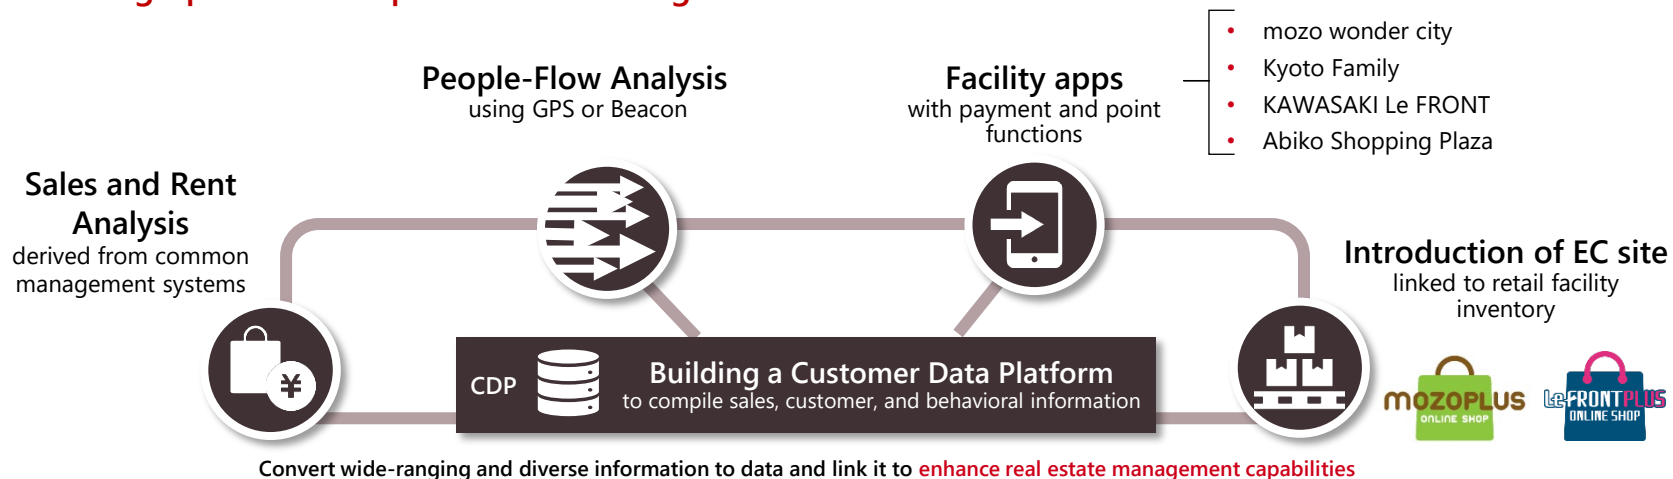 People-Flow Analysis
using GPS or Beacon
Facility apps
with payment and point
functions
• mozo wonder city
• Kyoto Family
• KAWASAKI Le FRONT
• Abiko Shopping Plaza
Sales and Rent
Analysis
derived from common
management systems
¥
Introduction of EC site
linked to retail facility
inventory
CDP
Building a Customer Data Platform
to compile sales, customer, and behavioral information
MOZOPLUS
ONLINE SHOP
LeFRONTPLUS
ONLINE SHOP
Convert wide-ranging and diverse information to data and link it to enhance real estate management capabilities